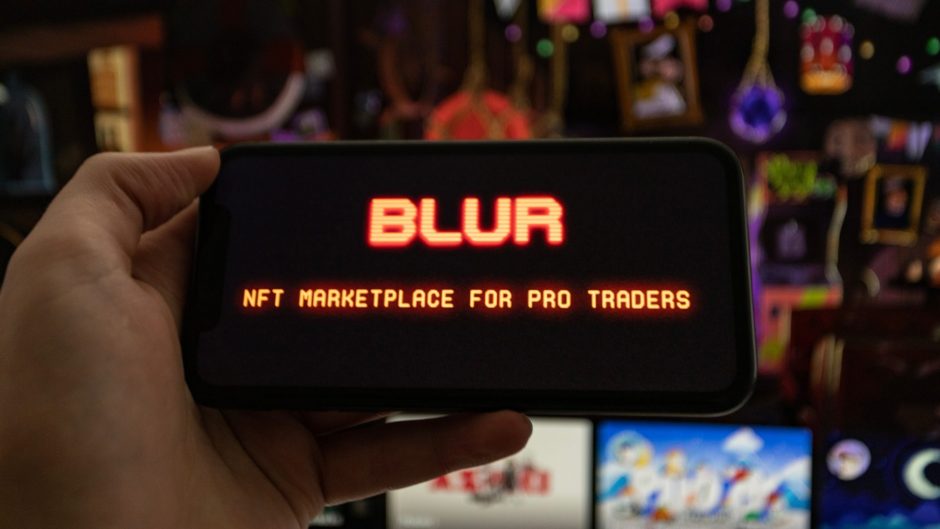 BLUR
NFT MARKETPLACE FOR PRO TRADERS